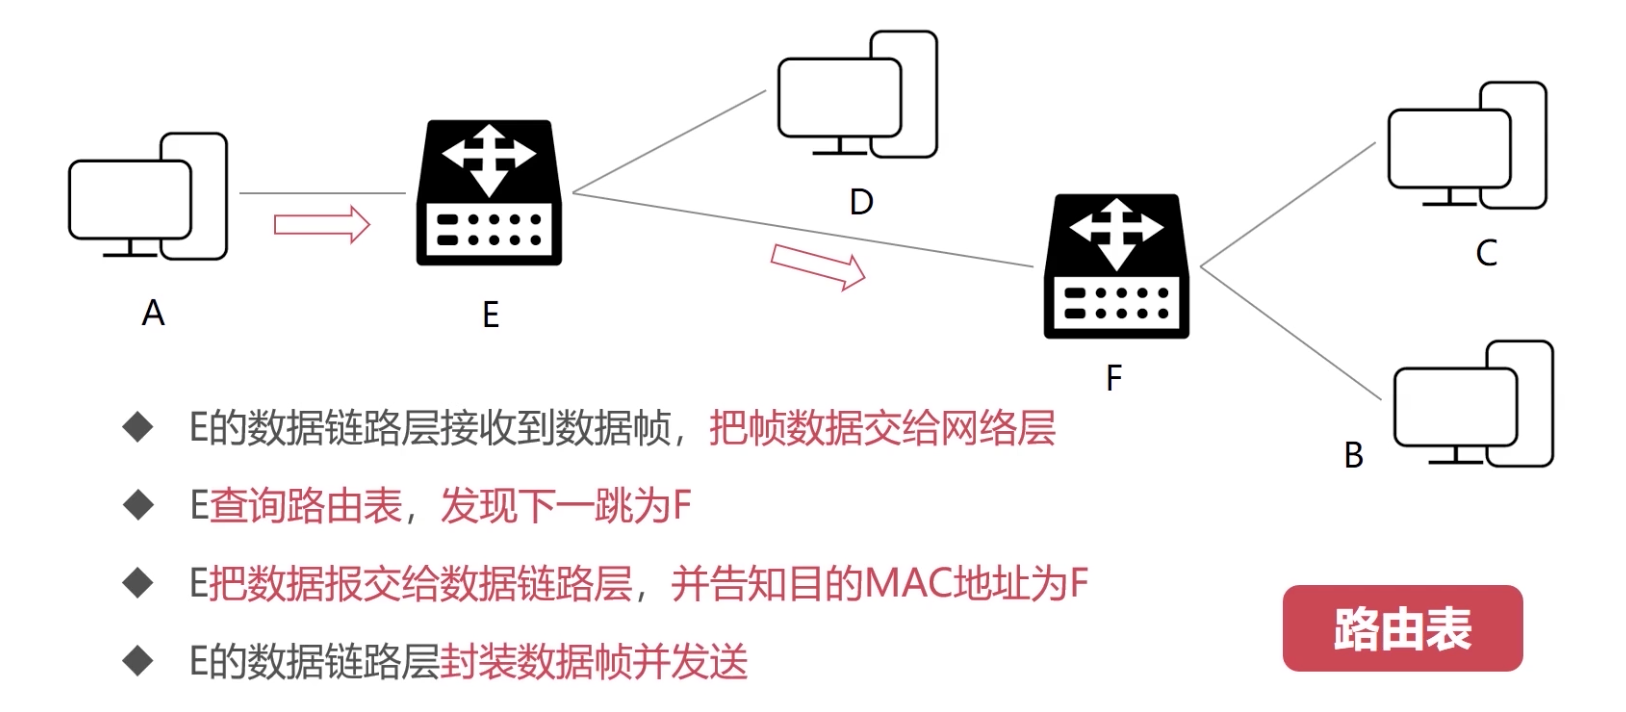 D
C
A
E
F
B
E的数据链路层接收到数据帧，把帧数据交给网络层
E查询路由表，发现下一跳为F
E把数据报交给数据链路层，并告知目的MAC地址为F
E的数据链路层封装数据帧并发送
路由表